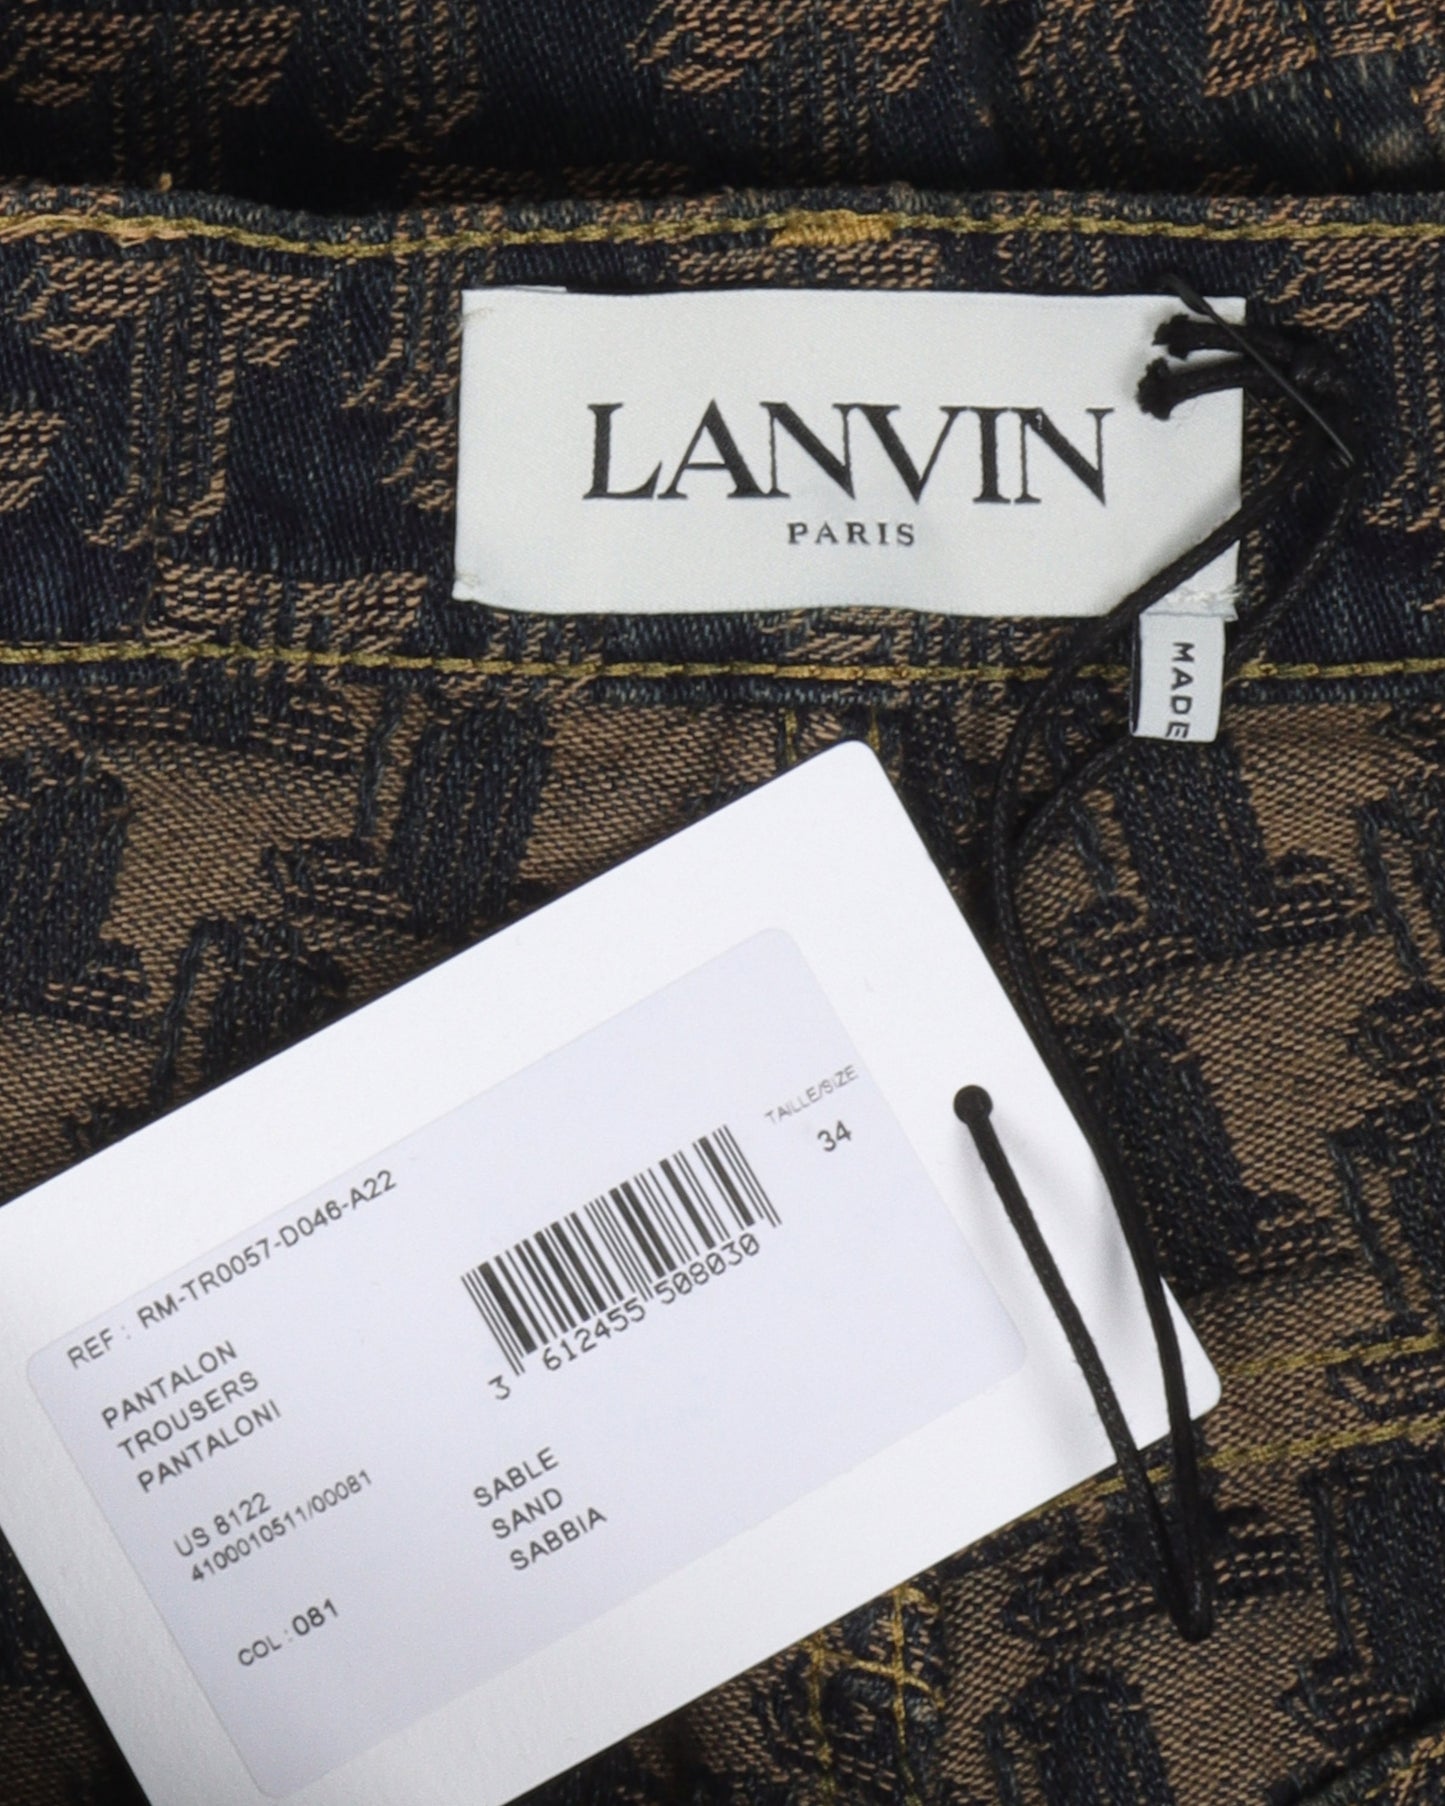 LANVIN
PARIS
MADE
TAILLE/SIZE
34
REF : RM-TR0057-D046-A22
3 612455 508030
PANTALON
TROUSERS
PANTALONI
US 8122
4100010511/00081
SABLE
SAND
SABBIA
COL : 081